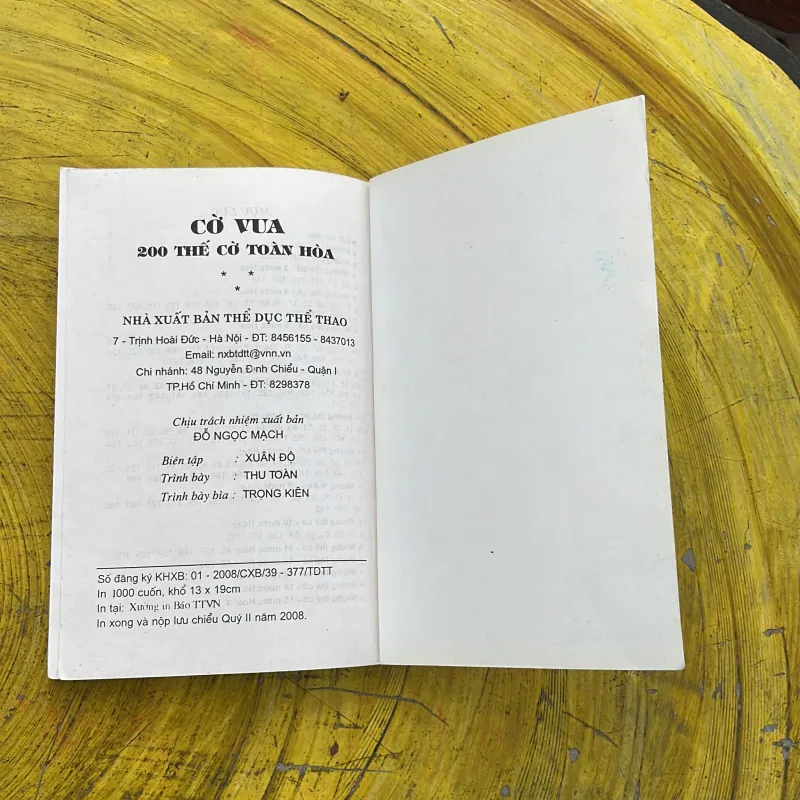 CỜ VUA
200 THẾ CỜ TOÀN HÒA
* *
*
NHÀ XUẤT BẢN THỂ DỤC THỂ THAO
7 - Trịnh Hoài Đức - Hà Nội - ĐT: 8456155 - 8437013
Email: nxbtdtt@vnn.vn
Chi nhánh: 48 Nguyễn Đình Chiểu - Quận I
TP.Hồ Chí Minh - ĐT: 8298378
Chịu trách nhiệm xuất bản
ĐỖ NGỌC MẠCH
Biên tập : XUÂN ĐỘ
Trình bày : THU TOÀN
Trình bày bìa : TRỌNG KIÊN
Số đăng ký KHXB: 01 - 2008/CXB/39 - 377/TDTT
In 1000 cuốn, khổ 13 x 19cm
In tại: Xưởng in Báo TTVN
In xong và nộp lưu chiểu Quý II năm 2008.